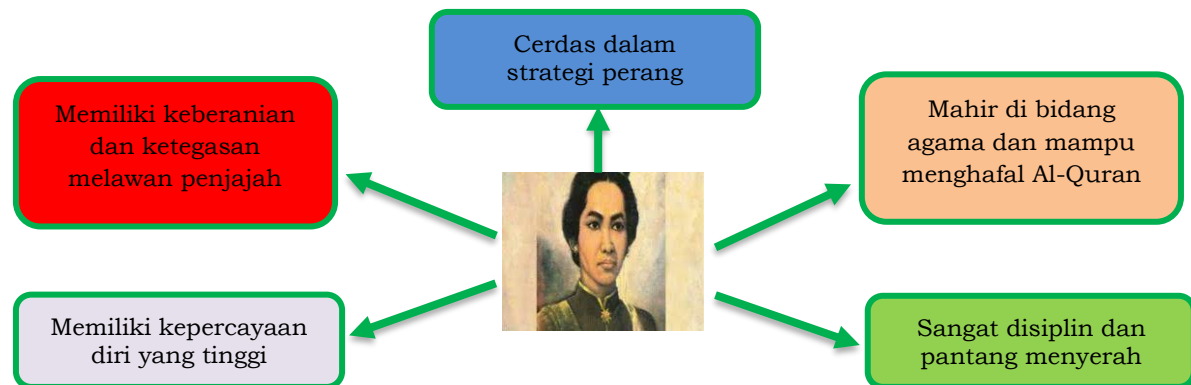 Cerdas dalam
strategi perang
Memiliki keberanian
dan ketegasan
melawan penjajah
Mahir di bidang
agama dan mampu
menghafal Al-Quran
Memiliki kepercayaan
diri yang tinggi
Sangat disiplin dan
pantang menyerah